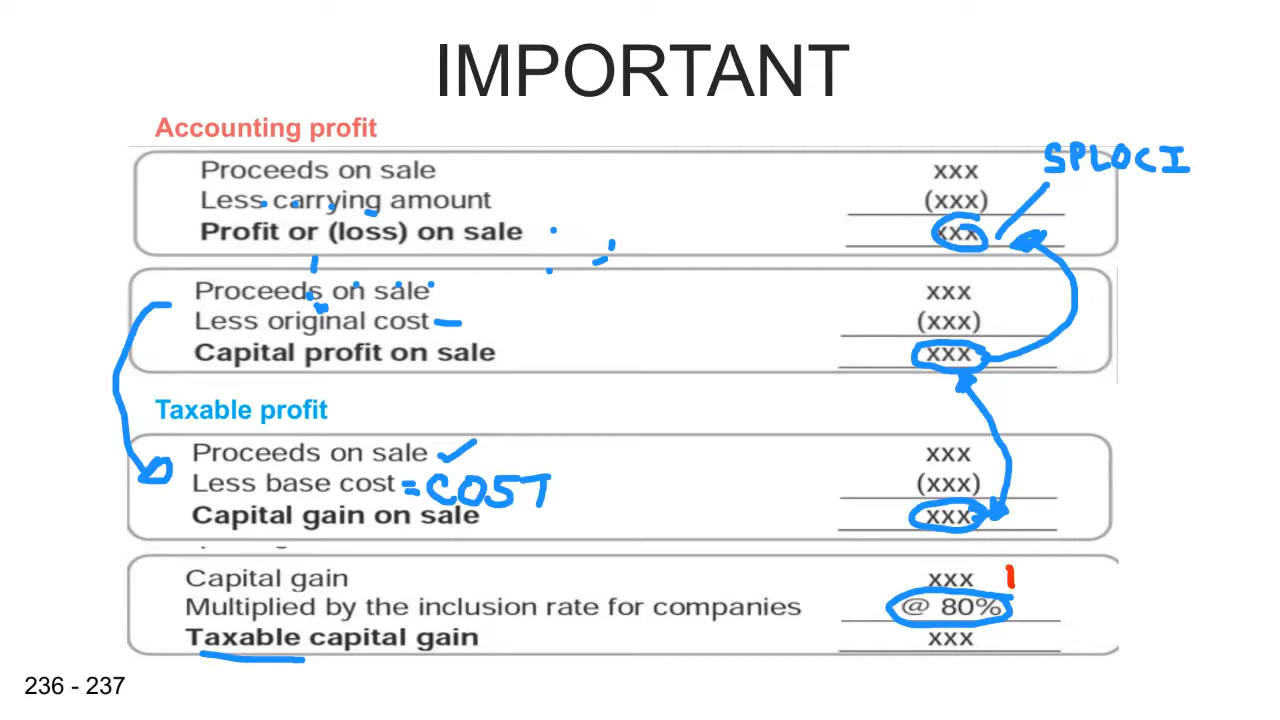 IMPORTANT
Accounting profit
SPLOCI
Proceeds on sale xxx
Less carrying amount (xxx)
Profit or (loss) on sale xxx
Proceeds on sale xxx
Less original cost (xxx)
Capital profit on sale xxx
Taxable profit
Proceeds on sale xxx
Less base cost = COST (xxx)
Capital gain on sale xxx
Capital gain xxx 1
Multiplied by the inclusion rate for companies @ 80%
Taxable capital gain xxx
236 - 237